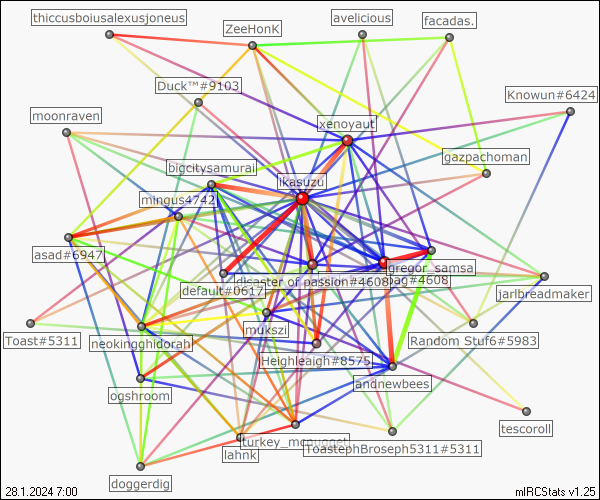 thiccusboiusalexusjoneus
avelicious
ZeeHonK
facadas.
Duck™#9103
Knowun#6424
moonraven
xenoyaut
gazpachoman
bigcitysamurai
ikasuzu
mingus4742
asad#6947
gregor_samsa
disaster of passion#4608
bag#4608
default#0617
jarlbreadmaker
mukszi
Toast#5311
neokingghidorah
Random Stuf6#5983
Heighleaigh#8575
andnewbees
ogshroom
tescoroll
turkey_mcnugget
ToastephBroseph5311#5311
lahnk
doggerdig
28.1.2024 7:00
mIRCStats v1.25